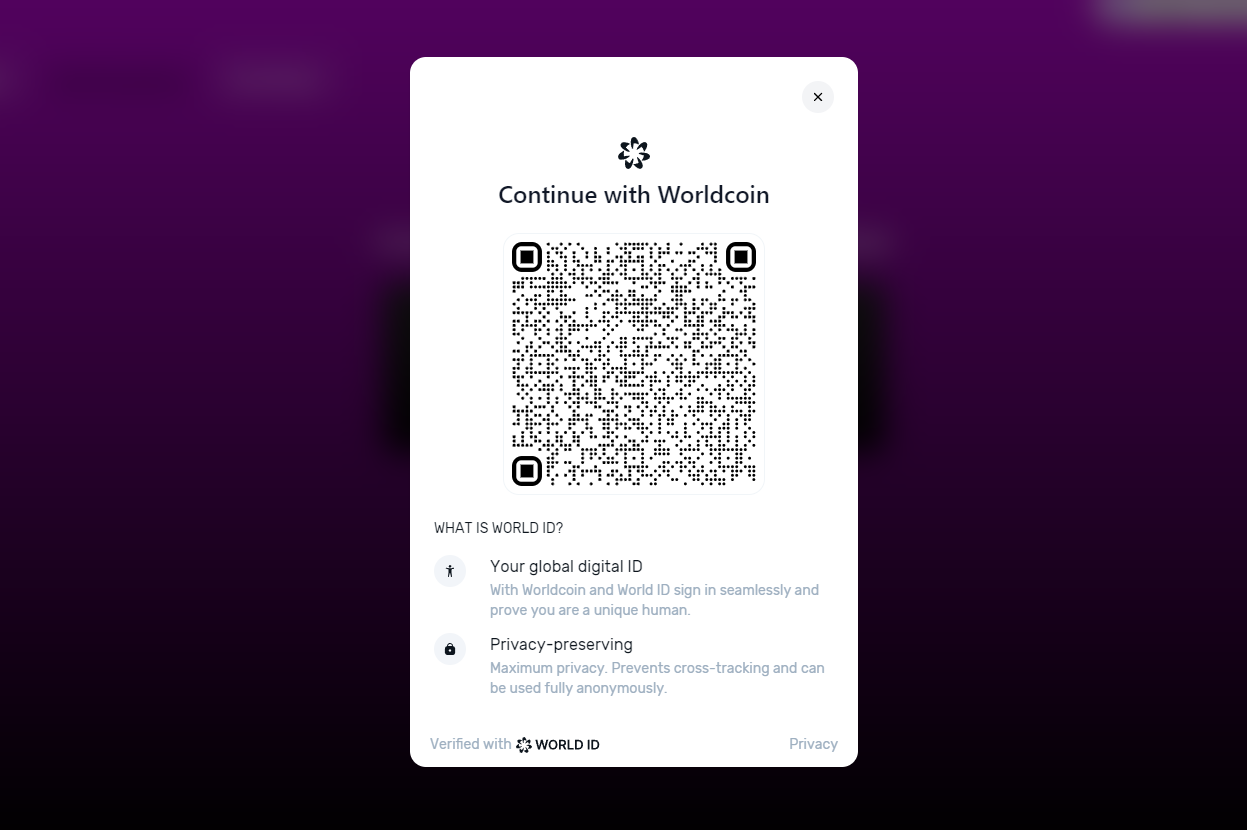 Continue with Worldcoin
WHAT IS WORLD ID?
Your global digital ID
With Worldcoin and World ID sign in seamlessly and
prove you are a unique human.
Privacy-preserving
Maximum privacy. Prevents cross-tracking and can
be used fully anonymously.
Verified with WORLD ID
Privacy